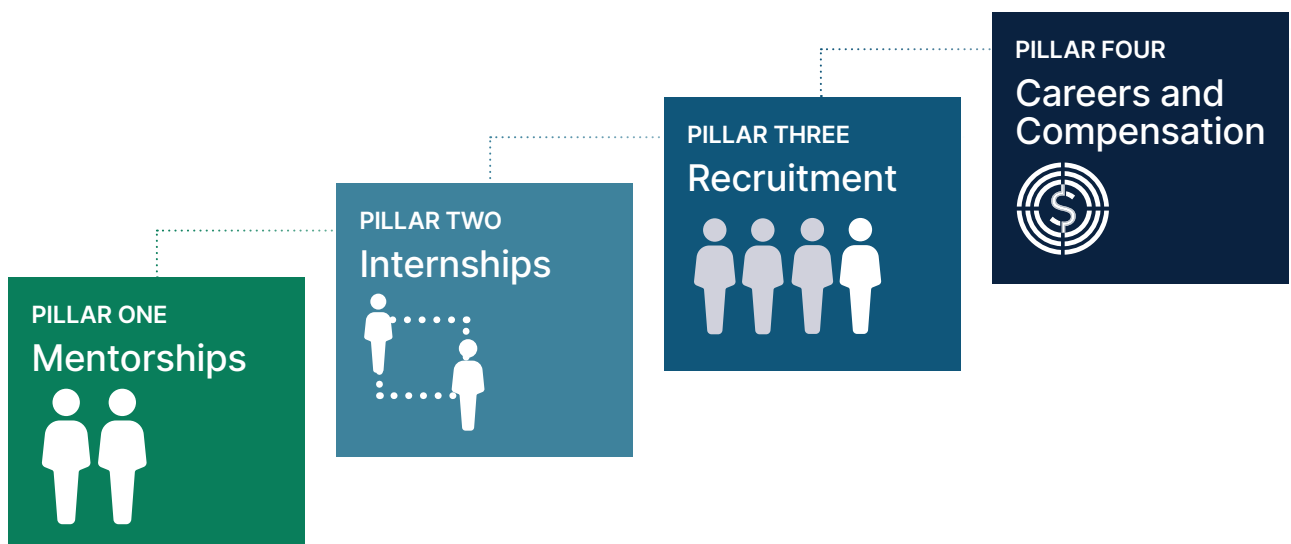 PILLAR ONE
Mentorships
PILLAR TWO
Internships
PILLAR THREE
Recruitment
PILLAR FOUR
Careers and
Compensation
$